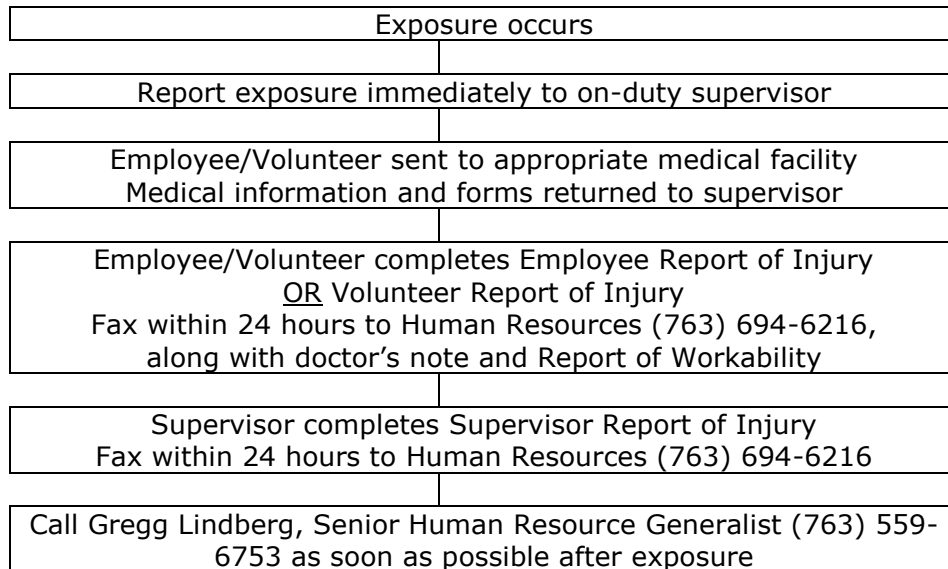 Exposure occurs
Report exposure immediately to on-duty supervisor
Employee/Volunteer sent to appropriate medical facility
Medical information and forms returned to supervisor
Employee/Volunteer completes Employee Report of Injury
OR Volunteer Report of Injury
Fax within 24 hours to Human Resources (763) 694-6216,
along with doctor’s note and Report of Workability
Supervisor completes Supervisor Report of Injury
Fax within 24 hours to Human Resources (763) 694-6216
Call Gregg Lindberg, Senior Human Resource Generalist (763) 559-
6753 as soon as possible after exposure